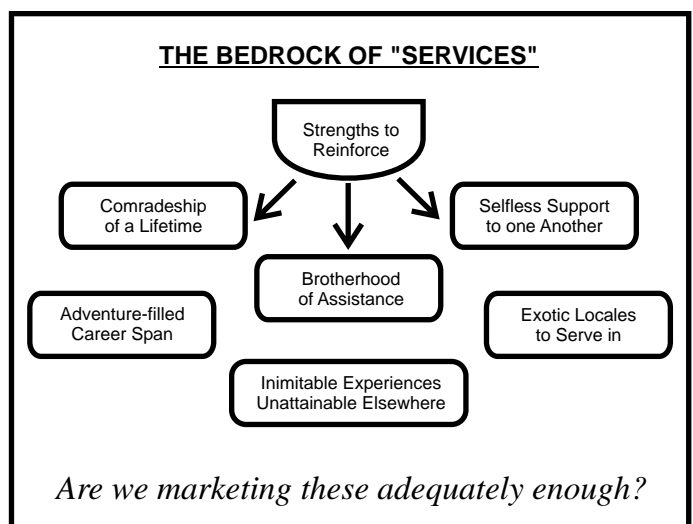 THE BEDROCK OF "SERVICES"
Strengths to
Reinforce
Comradeship
of a Lifetime
Selfless Support
to one Another
Brotherhood
of Assistance
Adventure-filled
Career Span
Exotic Locales
to Serve in
Inimitable Experiences
Unattainable Elsewhere
Are we marketing these adequately enough?